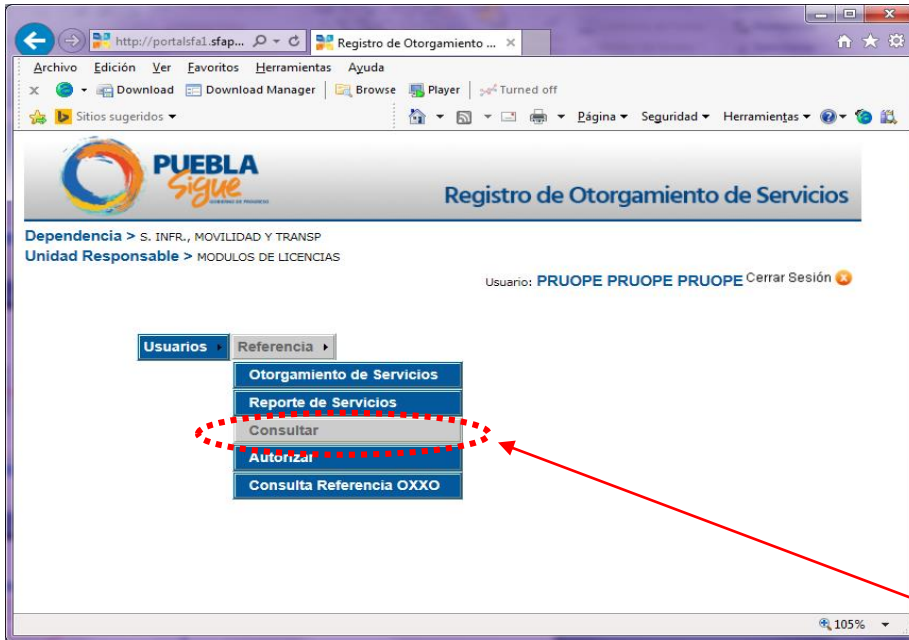 http://portalsfa1.sfap...
Registro de Otorgamiento ...
Archivo Edición Ver Favoritos Herramientas Ayuda
x Download Download Manager Browse Player Turned off
Sitios sugeridos Página Seguridad Herramientas
PUEBLA
Sigue
Registro de Otorgamiento de Servicios
Dependencia > S. INFR., MOVILIDAD Y TRANSP
Unidad Responsable > MODULOS DE LICENCIAS
Usuario: PRUOPE PRUOPE PRUOPE Cerrar Sesión
Usuarios Referencia
Otorgamiento de Servicios
Reporte de Servicios
Consultar
Autorizar
Consulta Referencia OXXO
105%